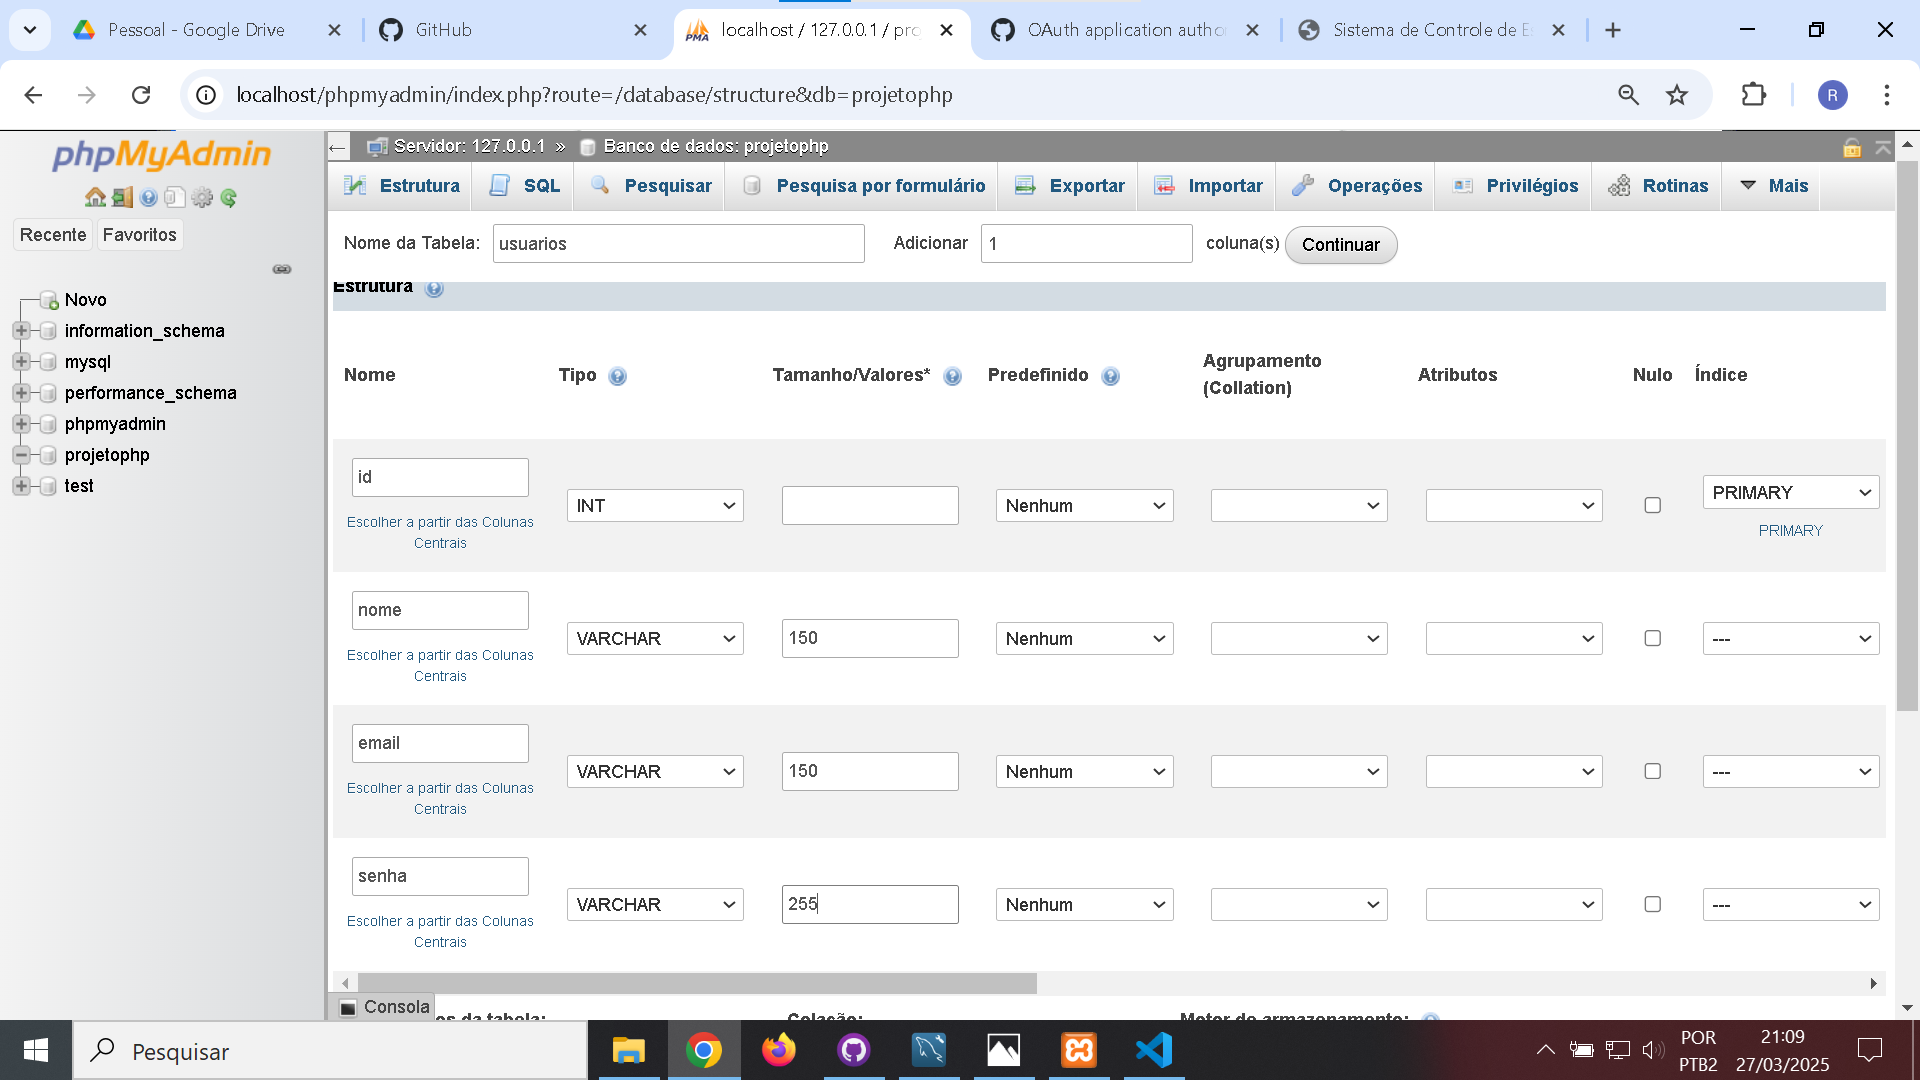 Pessoal - Google Drive
GitHub
localhost / 127.0.0.1 / pro
OAuth application autho
Sistema de Controle de Es
localhost/phpmyadmin/index.php?route=/database/structure&db=projetophp
R
phpMyAdmin
Recente
Favoritos
Novo
information_schema
mysql
performance_schema
phpmyadmin
projetophp
test
Servidor: 127.0.0.1 » Banco de dados: projetophp
Estrutura
SQL
Pesquisar
Pesquisa por formulário
Exportar
Importar
Operações
Privilégios
Rotinas
Mais
Nome da Tabela: usuarios Adicionar 1 coluna(s) Continuar
Estrutura
Nome Tipo Tamanho/Valores* Predefinido Agrupamento (Collation) Atributos Nulo Índice
id INT Nenhum PRIMARY
Escolher a partir das Colunas
Centrais
PRIMARY
nome VARCHAR 150 Nenhum ---
Escolher a partir das Colunas
Centrais
email VARCHAR 150 Nenhum ---
Escolher a partir das Colunas
Centrais
senha VARCHAR 255 Nenhum ---
Escolher a partir das Colunas
Centrais
Consola
os da tabela: Colação: Motor de armazonamento:
Pesquisar
POR
PTB2
21:09
27/03/2025